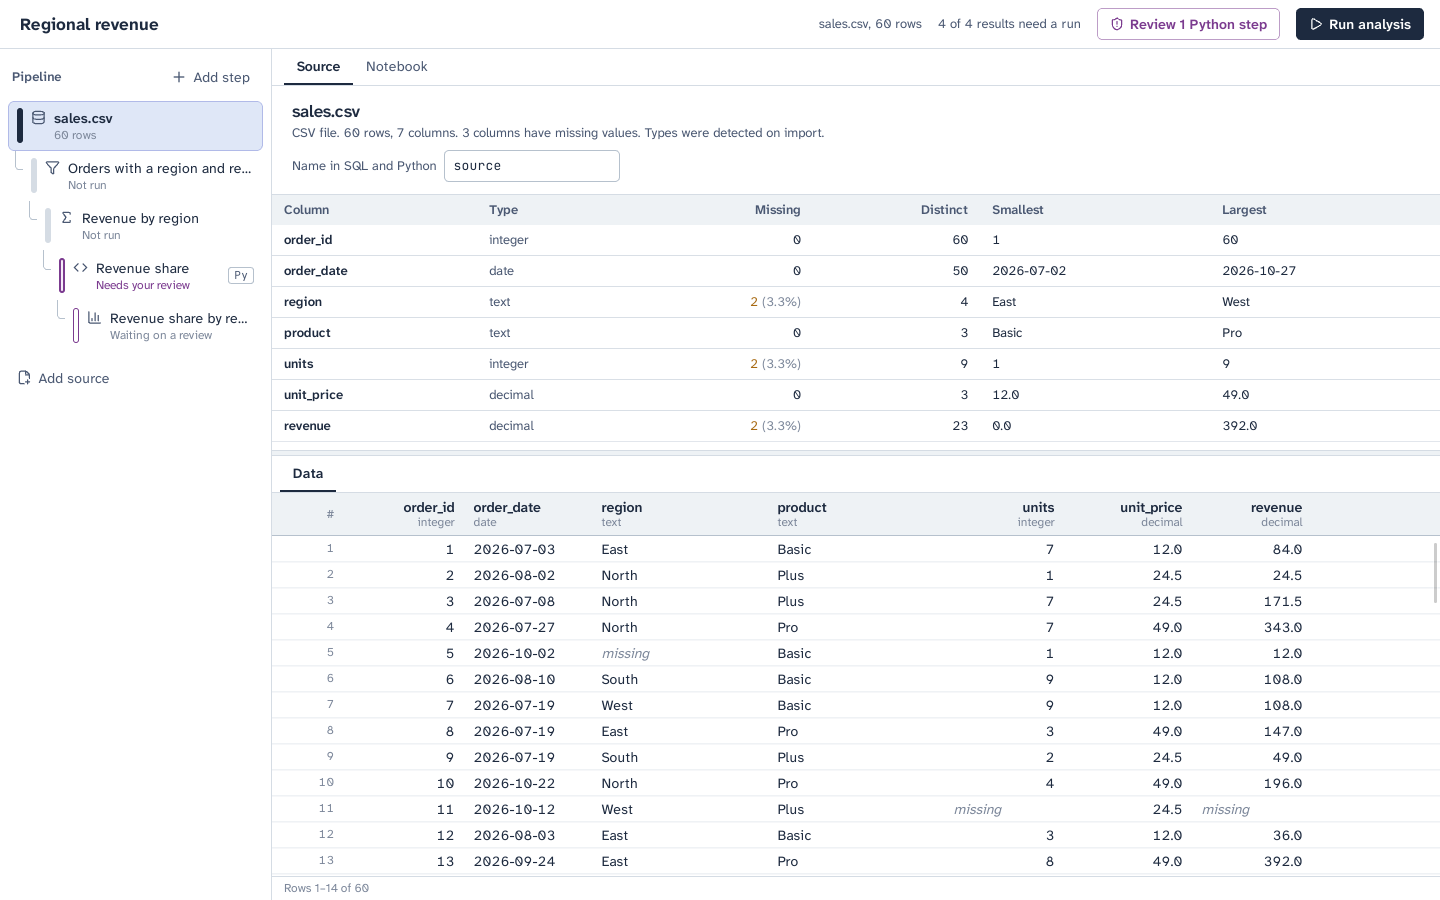 Regional revenue
sales.csv, 60 rows
4 of 4 results need a run
Review 1 Python step
Run analysis
Pipeline
Add step
sales.csv
60 rows
Orders with a region and re...
Not run
Revenue by region
Not run
Revenue share
Needs your review
Py
Revenue share by re...
Waiting on a review
Add source
Source Notebook
sales.csv
CSV file. 60 rows, 7 columns. 3 columns have missing values. Types were detected on import.
Name in SQL and Python source
Column Type Missing Distinct Smallest Largest
order_id integer 0 60 1 60
order_date date 0 50 2026-07-02 2026-10-27
region text 2 (3.3%) 4 East West
product text 0 3 Basic Pro
units integer 2 (3.3%) 9 1 9
unit_price decimal 0 3 12.0 49.0
revenue decimal 2 (3.3%) 23 0.0 392.0
Data
# order_id order_date region product units unit_price revenue
integer date text text integer decimal decimal
1 1 2026-07-03 East Basic 7 12.0 84.0
2 2 2026-08-02 North Plus 1 24.5 24.5
3 3 2026-07-08 North Plus 7 24.5 171.5
4 4 2026-07-27 North Pro 7 49.0 343.0
5 5 2026-10-02 missing Basic 1 12.0 12.0
6 6 2026-08-10 South Basic 9 12.0 108.0
7 7 2026-07-19 West Basic 9 12.0 108.0
8 8 2026-07-19 East Pro 3 49.0 147.0
9 9 2026-07-19 South Plus 2 24.5 49.0
10 10 2026-10-22 North Pro 4 49.0 196.0
11 11 2026-10-12 West Plus missing 24.5 missing
12 12 2026-08-03 East Basic 3 12.0 36.0
13 13 2026-09-24 East Pro 8 49.0 392.0
Rows 1–14 of 60